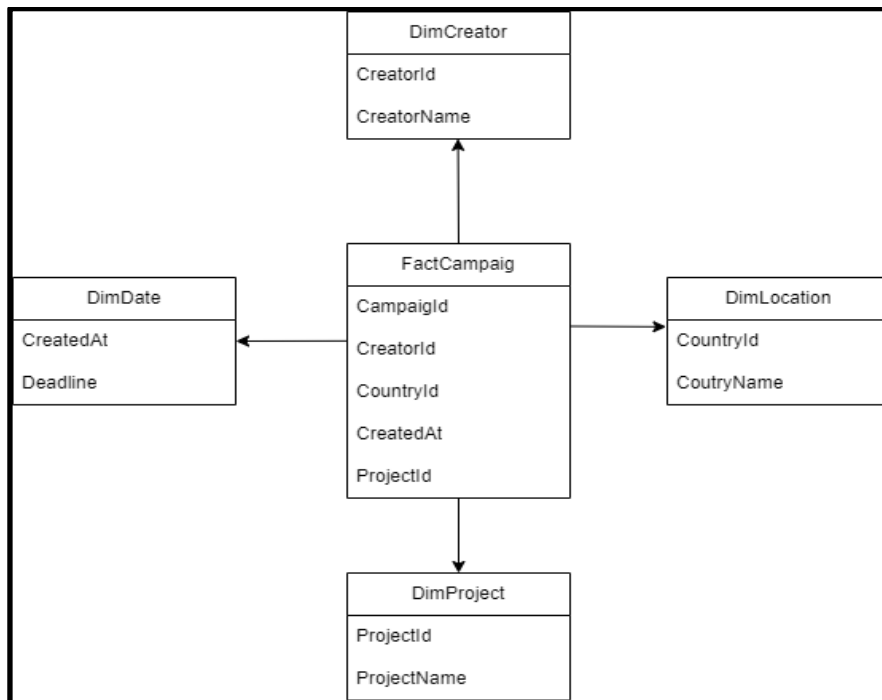 DimCreator
CreatorId
CreatorName
FactCampaig
CampaigId
CreatorId
CountryId
CreatedAt
ProjectId
DimDate
CreatedAt
Deadline
DimLocation
CountryId
CoutryName
DimProject
ProjectId
ProjectName